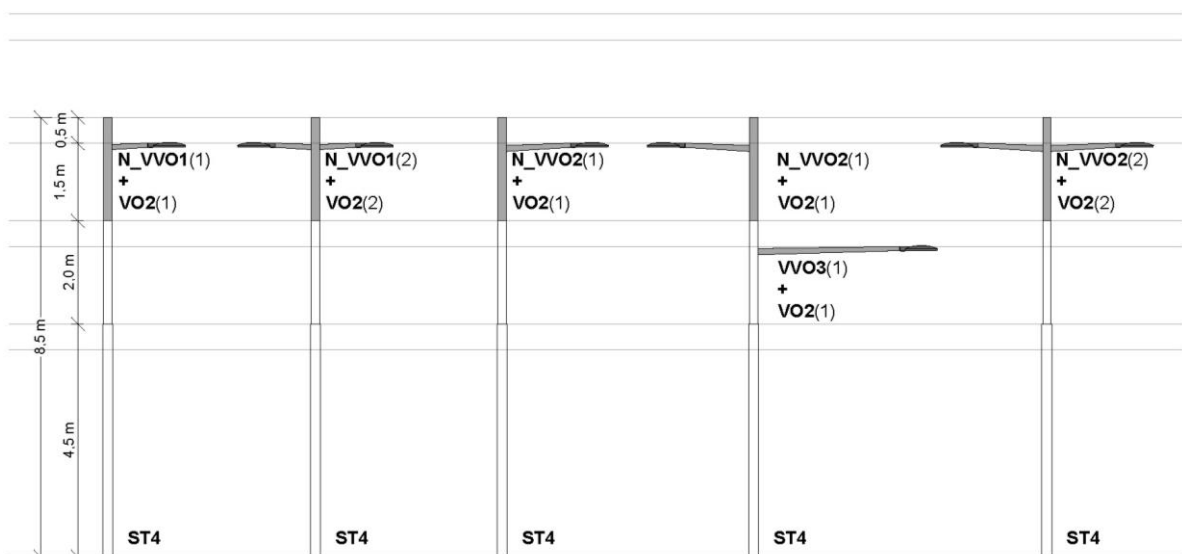 0,5 m
1.5 m
2,0 m
8,5 m
4,5 m
N_VVO1(1)
+
VO2(1)
N_VVO1(2)
+
VO2(2)
N_VVO2(1)
+
VO2(1)
N_VVO2(1)
+
VO2(1)
N_VVO2(2)
+
VO2(2)
VVO3(1)
+
VO2(1)
ST4
ST4
ST4
ST4
ST4